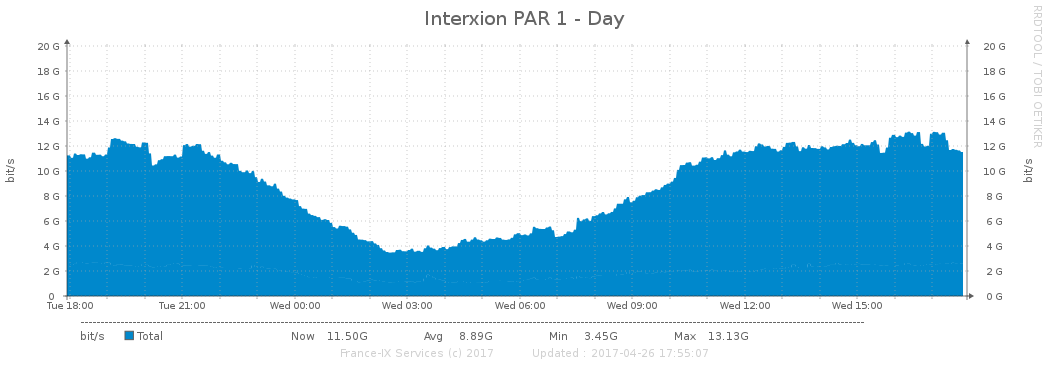 Interxion PAR 1 - Day
RRDTOOL / TOBI OETIKER
bit/s
20 G 20 G
18 G 18 G
16 G 16 G
14 G 14 G
12 G 12 G
10 G 10 G
8 G 8 G
6 G 6 G
4 G 4 G
2 G 2 G
0 0 G
bit/s
Tue 18:00 Tue 21:00 Wed 00:00 Wed 03:00 Wed 06:00 Wed 09:00 Wed 12:00 Wed 15:00
bit/s Total Now 11.50G Avg 8.89G Min 3.45G Max 13.13G
France-IX Services (c) 2017 Updated : 2017-04-26 17:55:07